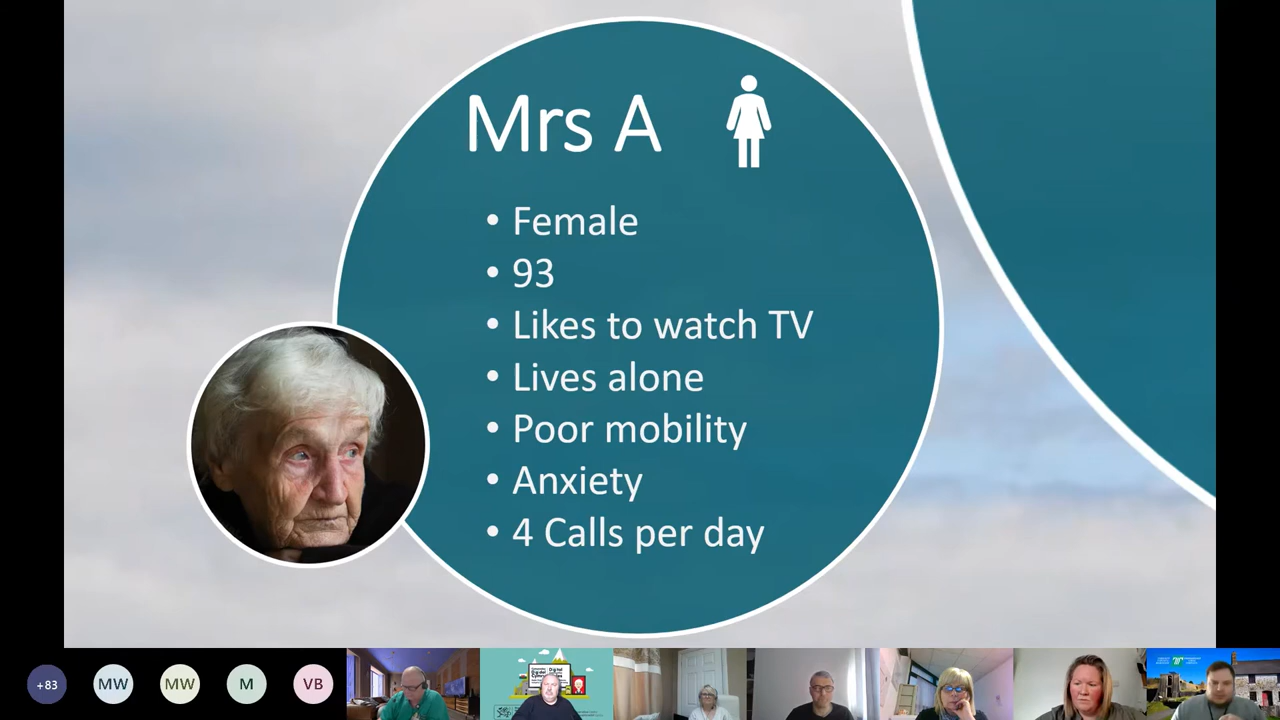 Mrs A
• Female
• 93
• Likes to watch TV
• Lives alone
• Poor mobility
• Anxiety
• 4 Calls per day
+83
MW
MW
M
VB